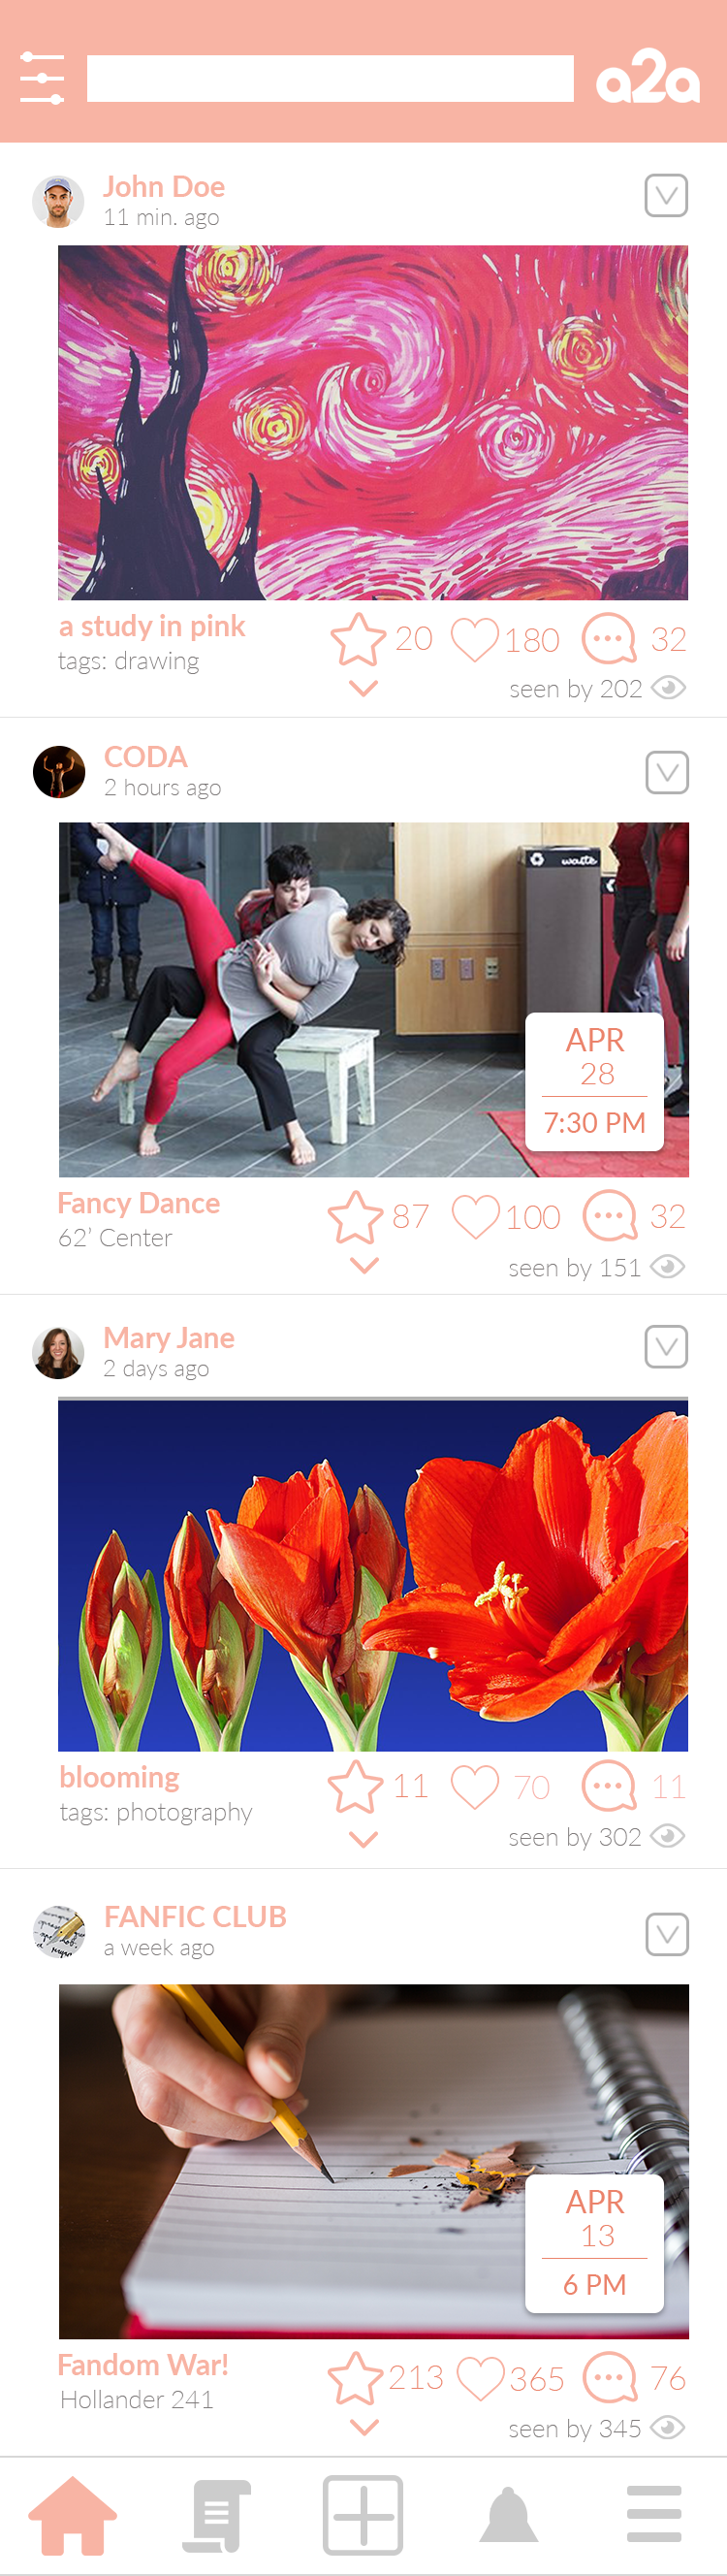 a2a
John Doe
11 min. ago
a study in pink
20 180 32
tags: drawing
seen by 202
CODA
2 hours ago
waste
APR
28
7:30 PM
Fancy Dance
87 100 32
62’ Center
seen by 151
Mary Jane
2 days ago
blooming
11 70 11
tags: photography
seen by 302
FANFIC CLUB
a week ago
APR
13
6 PM
Fandom War!
213 365 76
Hollander 241
seen by 345